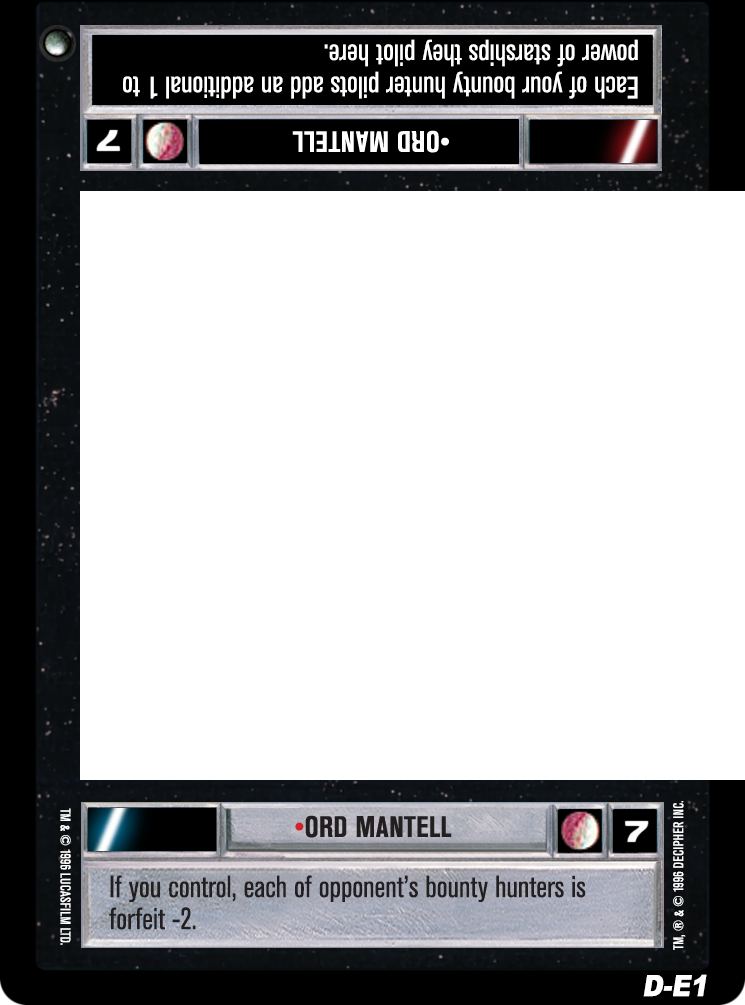 Each of your bounty hunter pilots add an additional 1 to
power of starships they pilot here.
7
•ORD MANTELL
•ORD MANTELL
7
If you control, each of opponent's bounty hunters is
forfeit -2.
TM & © 1996 LUCASFILM LTD.
TM, ® & © 1996 DECIPHER INC.
D-E1